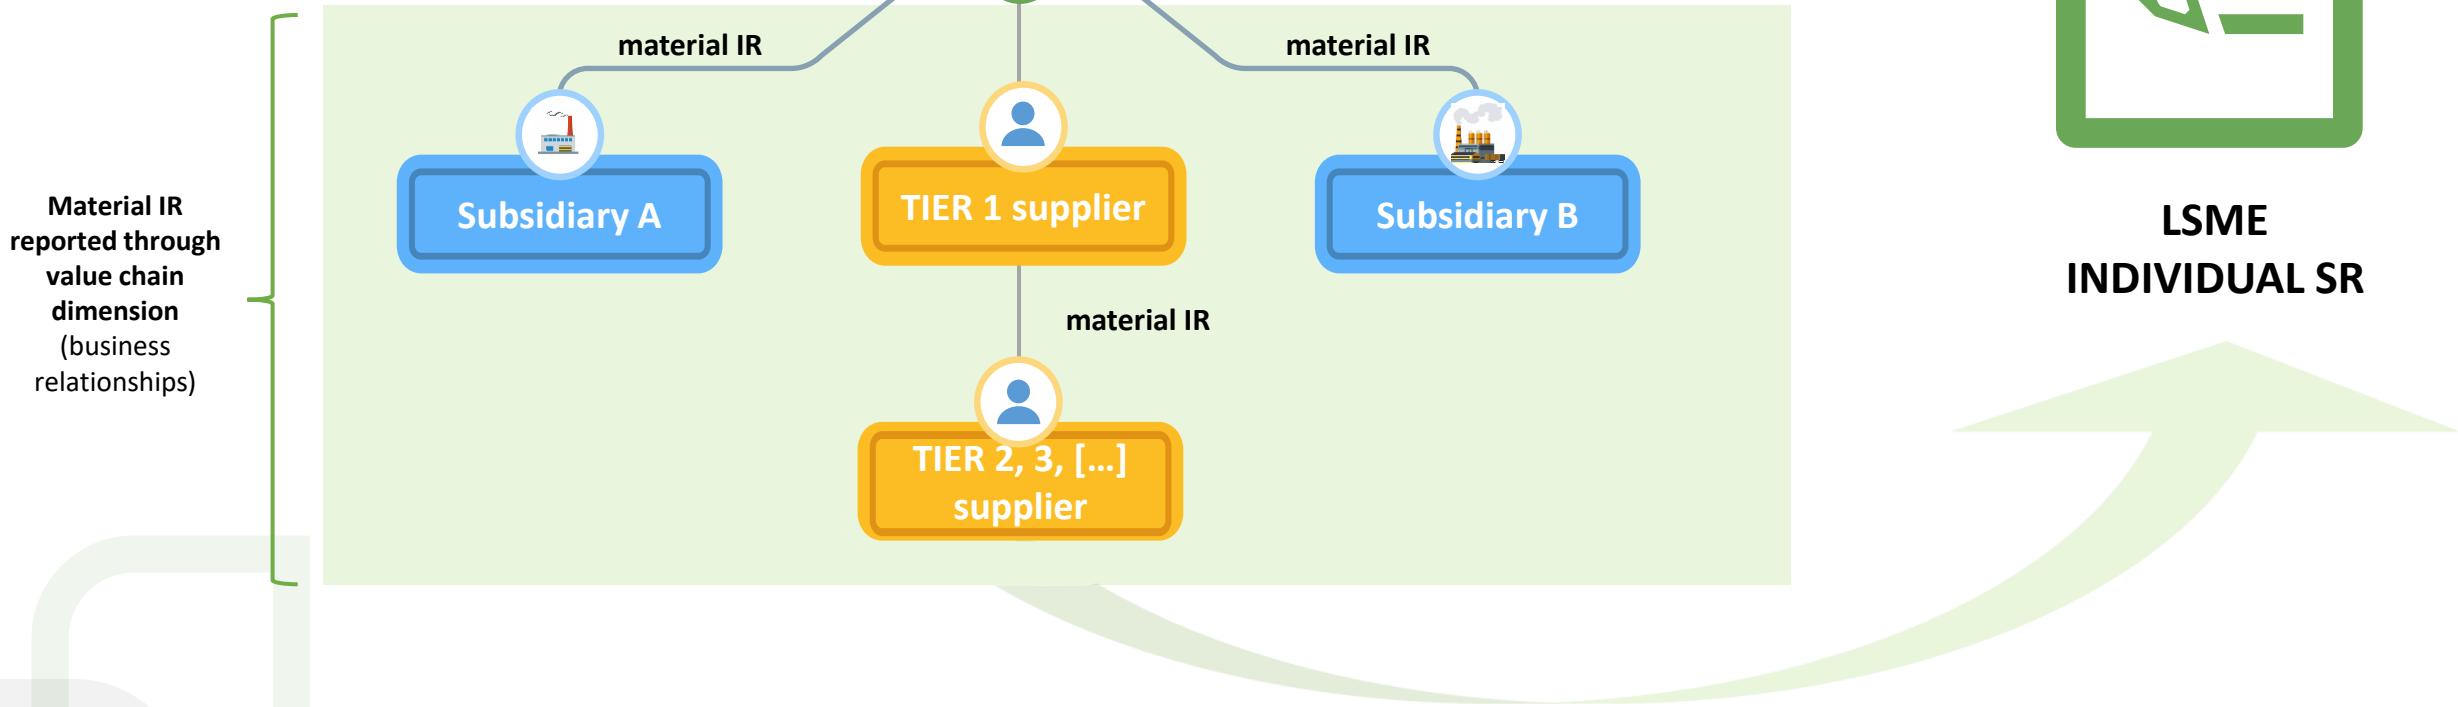 material IR
material IR
Material IR
reported through
value chain
dimension
(business
relationships)
Subsidiary A
TIER 1 supplier
Subsidiary B
material IR
TIER 2, 3, […]
supplier
LSME
INDIVIDUAL SR